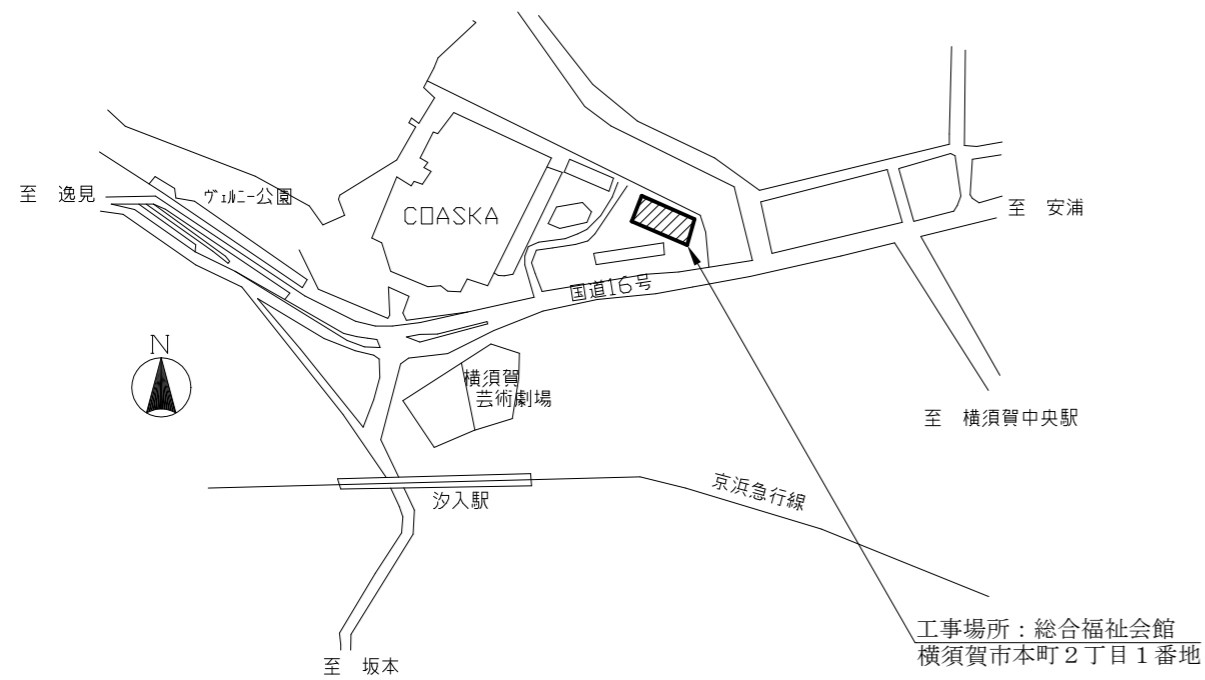 至　逸見
ヴェルニー公園
COASKA
至　安浦
国道16号
N
横須賀
芸術劇場
至　横須賀中央駅
汐入駅
京浜急行線
工事場所：総合福祉会館
横須賀市本町２丁目１番地
至　坂本